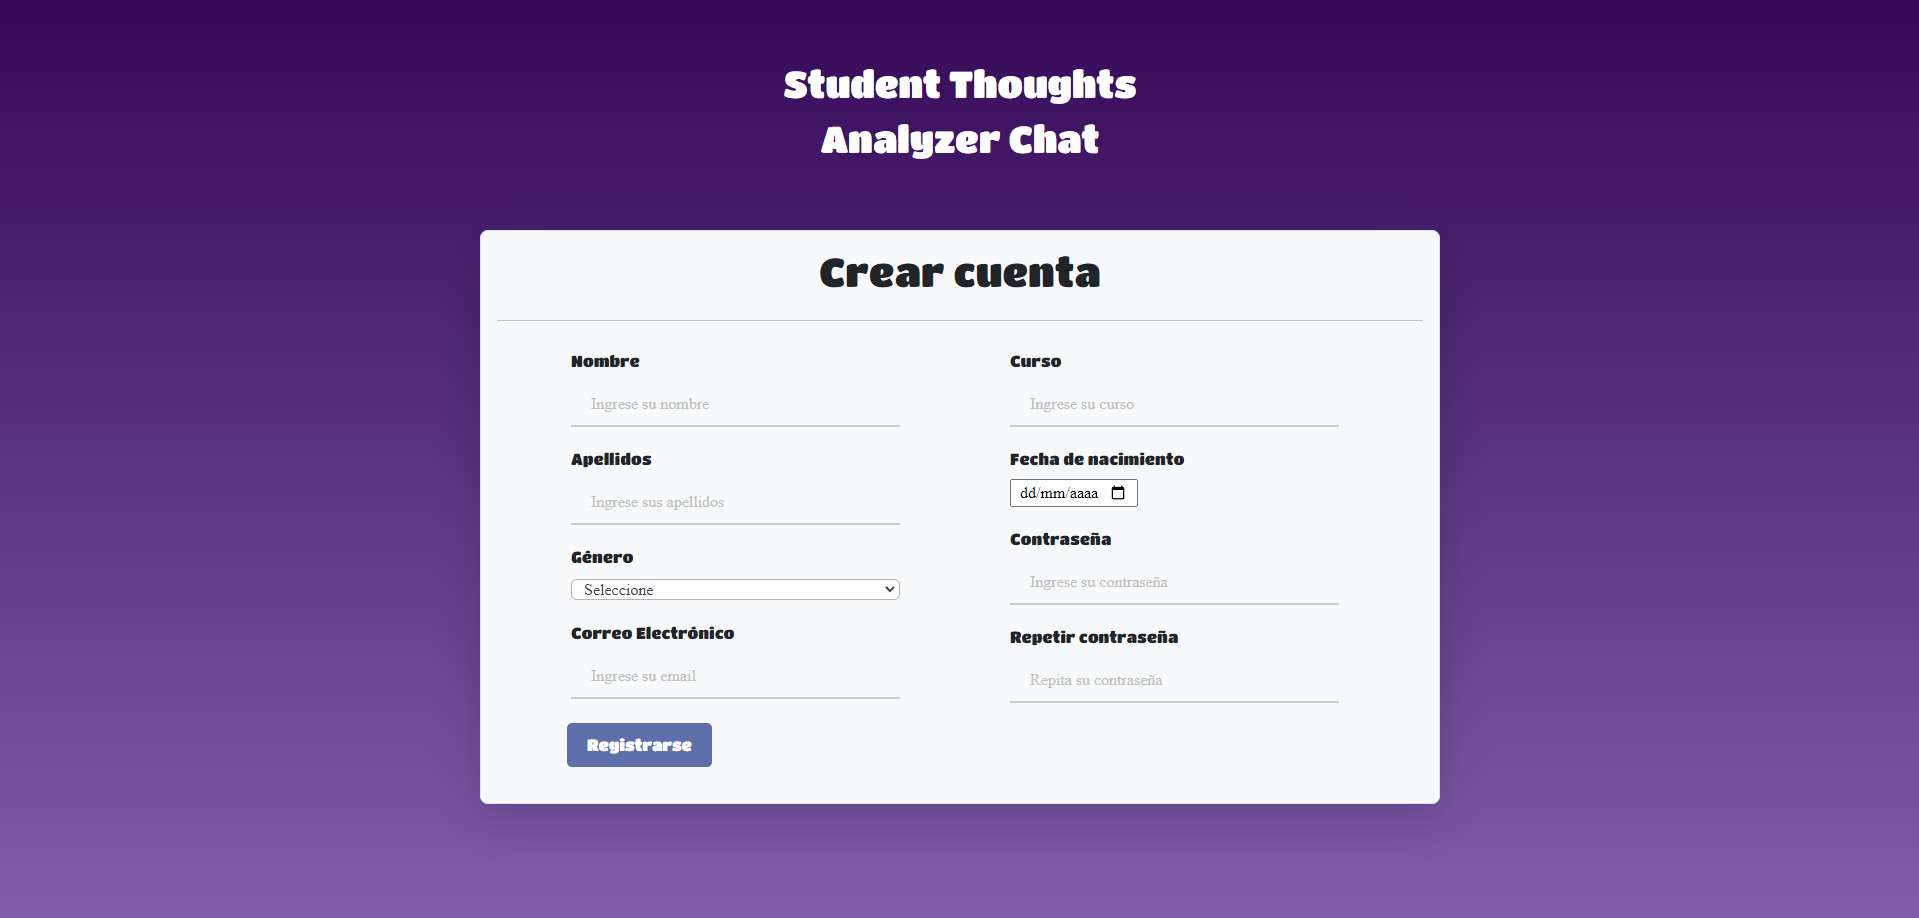 Student Thoughts
Analyzer Chat
Crear cuenta
Nombre
Ingrese su nombre
Apellidos
Ingrese sus apellidos
Género
Seleccione
Correo Electrónico
Ingrese su email
Registrarse
Curso
Ingrese su curso
Fecha de nacimiento
dd/mm/aaaa
Contraseña
Ingrese su contraseña
Repetir contraseña
Repita su contraseña